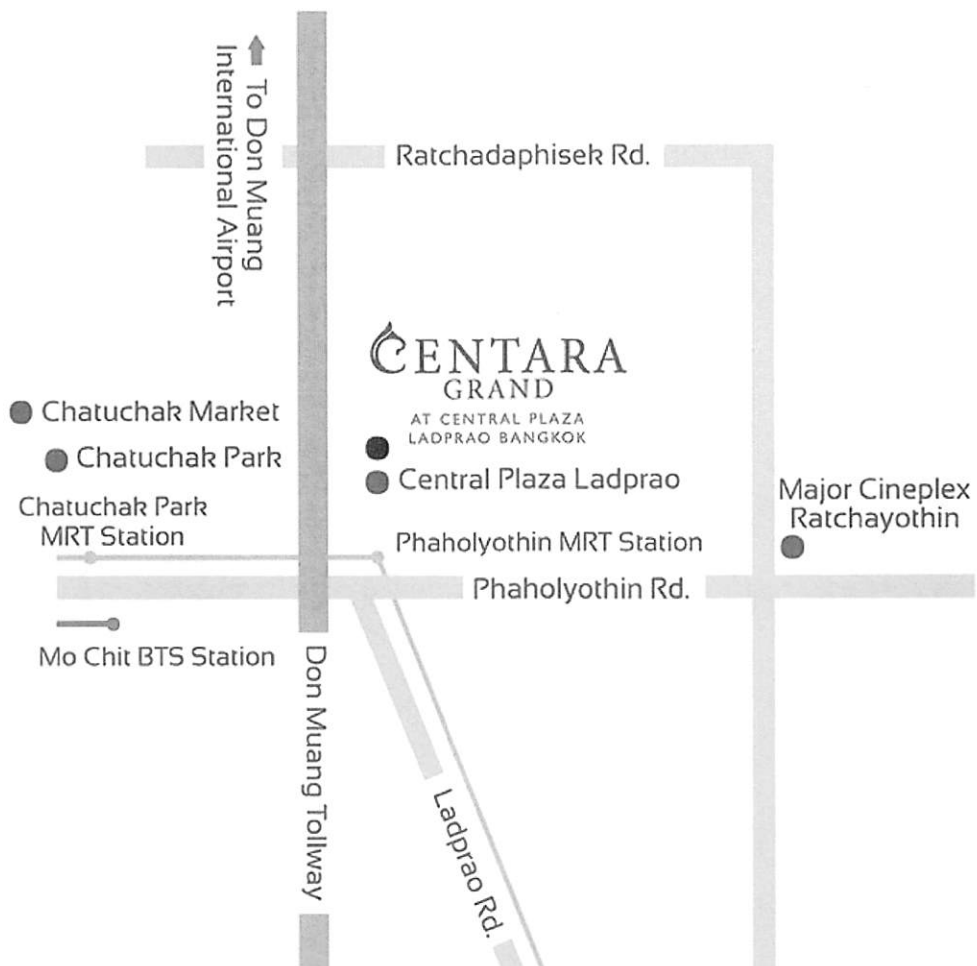 To Don Muang
International Airport
Ratchadaphisek Rd.
CENTARA
GRAND
AT CENTRAL PLAZA
LADPRAO BANGKOK
Chatuchak Market
Chatuchak Park
Central Plaza Ladprao
Major Cineplex
Ratchayothin
Chatuchak Park
MRT Station
Phaholyothin MRT Station
Phaholyothin Rd.
Mo Chit BTS Station
Don Muang Tollway
Ladprao Rd.